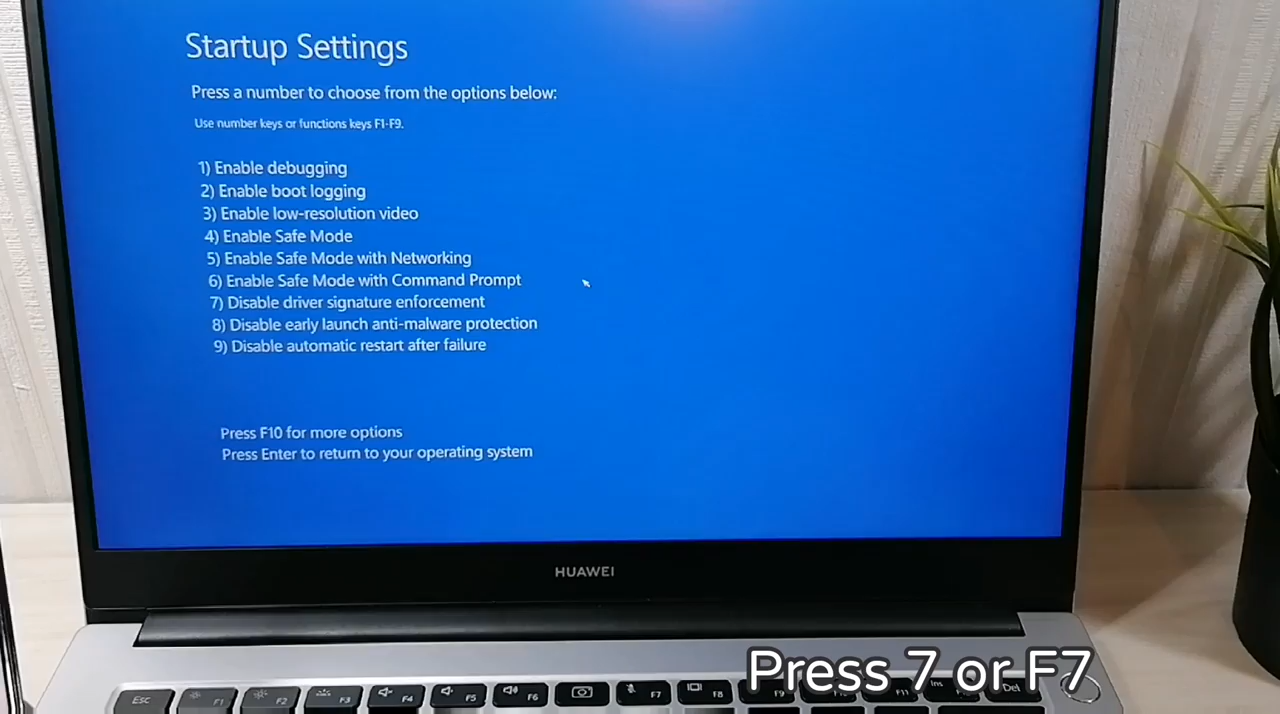 Startup Settings
Press a number to choose from the options below:
Use number keys or functions keys F1-F9.
1) Enable debugging
2) Enable boot logging
3) Enable low-resolution video
4) Enable Safe Mode
5) Enable Safe Mode with Networking
6) Enable Safe Mode with Command Prompt
7) Disable driver signature enforcement
8) Disable early launch anti-malware protection
9) Disable automatic restart after failure
Press F10 for more options
Press Enter to return to your operating system
HUAWEI
Press 7 or F7
Esc F1 F2 F3 F4 F5 F6 F7 F8 F9 F11 Ins Del